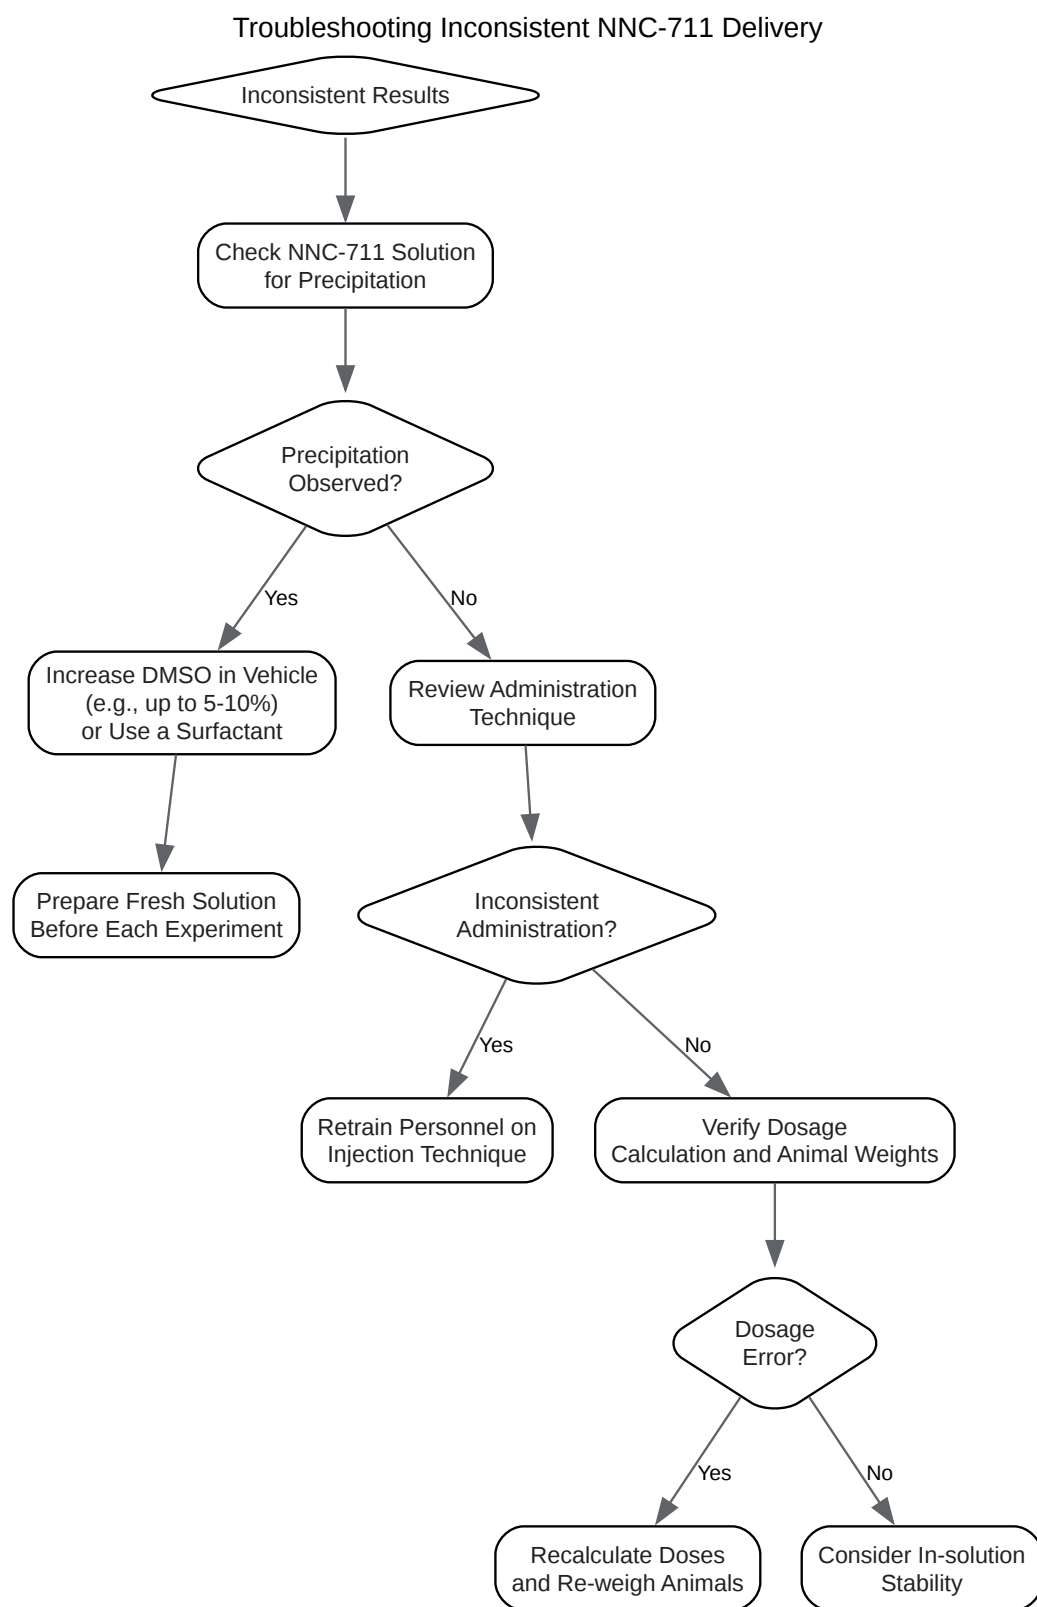 Troubleshooting Inconsistent NNC-711 Delivery
Inconsistent Results
Check NNC-711 Solution
for Precipitation
Precipitation
Observed?
Yes
No
Increase DMSO in Vehicle
(e.g., up to 5-10%)
or Use a Surfactant
Review Administration
Technique
Prepare Fresh Solution
Before Each Experiment
Inconsistent
Administration?
Yes
No
Retrain Personnel on
Injection Technique
Verify Dosage
Calculation and Animal Weights
Dosage
Error?
Yes
No
Recalculate Doses
and Re-weigh Animals
Consider In-solution
Stability